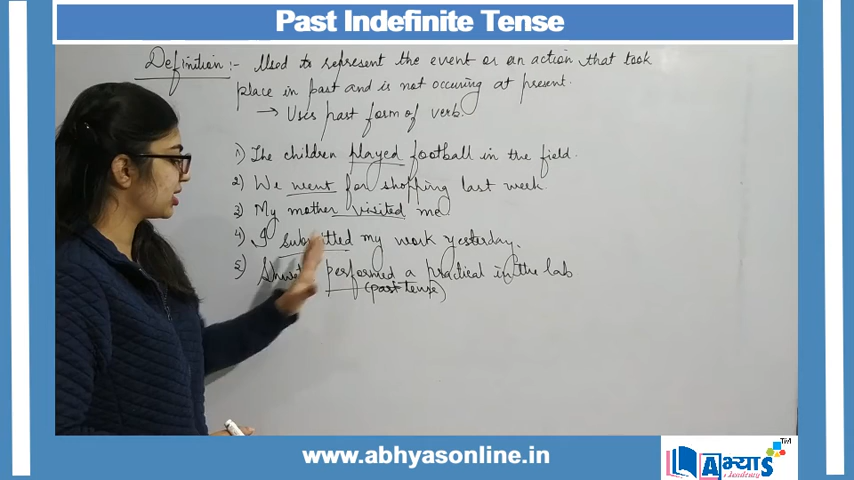 Past Indefinite Tense
Definition :- Used to represent the event or an action that took
place in past and is not occuring at present.
→ Uses past form of verb.
1) The children played football in the field.
2) We went for shopping last week.
3) My mother visited me.
4) I submitted my work yesterday.
5) performed a practical in the lab
(past tense)
www.abhyasonline.in
अभ्याS
Academy
TM